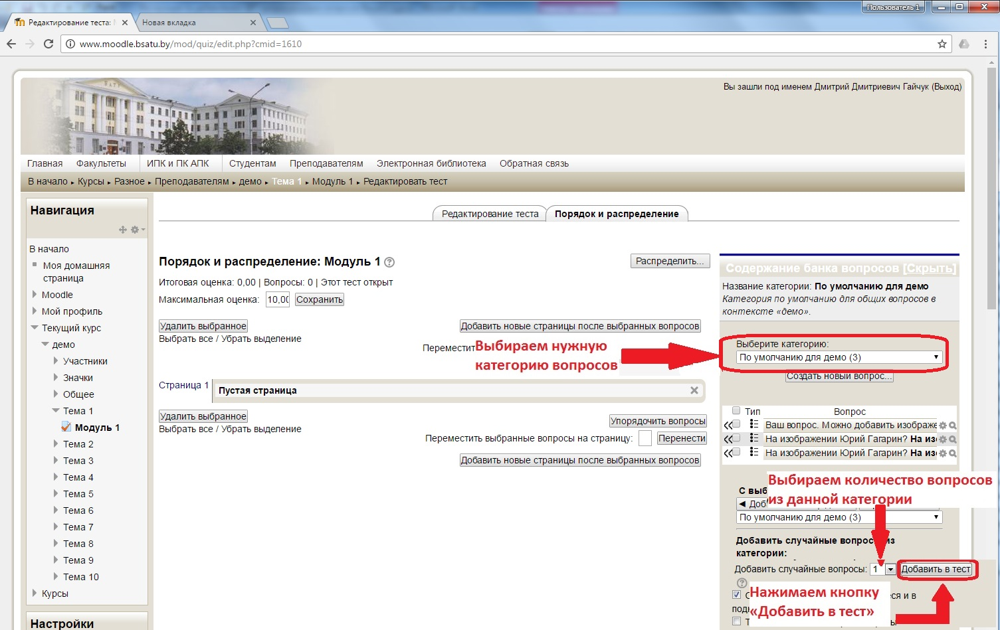 Пользователь 1
Редактирование теста: М
Новая вкладка
www.moodle.bsatu.by/mod/quiz/edit.php?cmid=1610
Вы зашли под именем Дмитрий Дмитриевич Гайчук (Выход)
Главная Факультеты ИПК и ПК АПК Студентам Преподавателям Электронная библиотека Обратная связь
В начало ▸ Курсы ▸ Разное ▸ Преподавателям ▸ демо ▸ Тема 1 ▸ Модуль 1 ▸ Редактировать тест
Навигация
В начало
Моя домашняя
страница
Moodle
Мой профиль
Текущий курс
демо
Участники
Значки
Общее
Тема 1
Модуль 1
Тема 2
Тема 3
Тема 4
Тема 5
Тема 6
Тема 7
Тема 8
Тема 9
Тема 10
Курсы
Настройки
Редактирование теста
Порядок и распределение
Порядок и распределение: Модуль 1
Распределить...
Итоговая оценка: 0,00 | Вопросы: 0 | Этот тест открыт
Максимальная оценка: 10,00 Сохранить
Удалить выбранное
Добавить новые страницы после выбранных вопросов
Выбрать все / Убрать выделение
Переместит
Выбираем нужную
категорию вопросов
Страница 1
Пустая страница
Удалить выбранное
Упорядочить вопросы
Выбрать все / Убрать выделение
Переместить выбранные вопросы на страницу: Перенести
Добавить новые страницы после выбранных вопросов
Содержание банка вопросов [Скрыть]
Название категории: По умолчанию для демо
Категория по умолчанию для общих вопросов в
контексте «демо».
Выберите категорию:
По умолчанию для демо (3)
Создать новый вопрос...
Тип Вопрос
Ваш вопрос. Можно добавить изображе
На изображении Юрий Гагарин? На из
На изображении Юрий Гагарин? На из
Выбираем количество вопросов
из данной категории
С выб
◄ Доб
По умолчанию для демо (3)
Добавить случайные вопрос из
категории:
Добавить случайные вопросы: 1 Добавить в тест
Нажимаем кнопку
«Добавить в тест»
ся и в
под